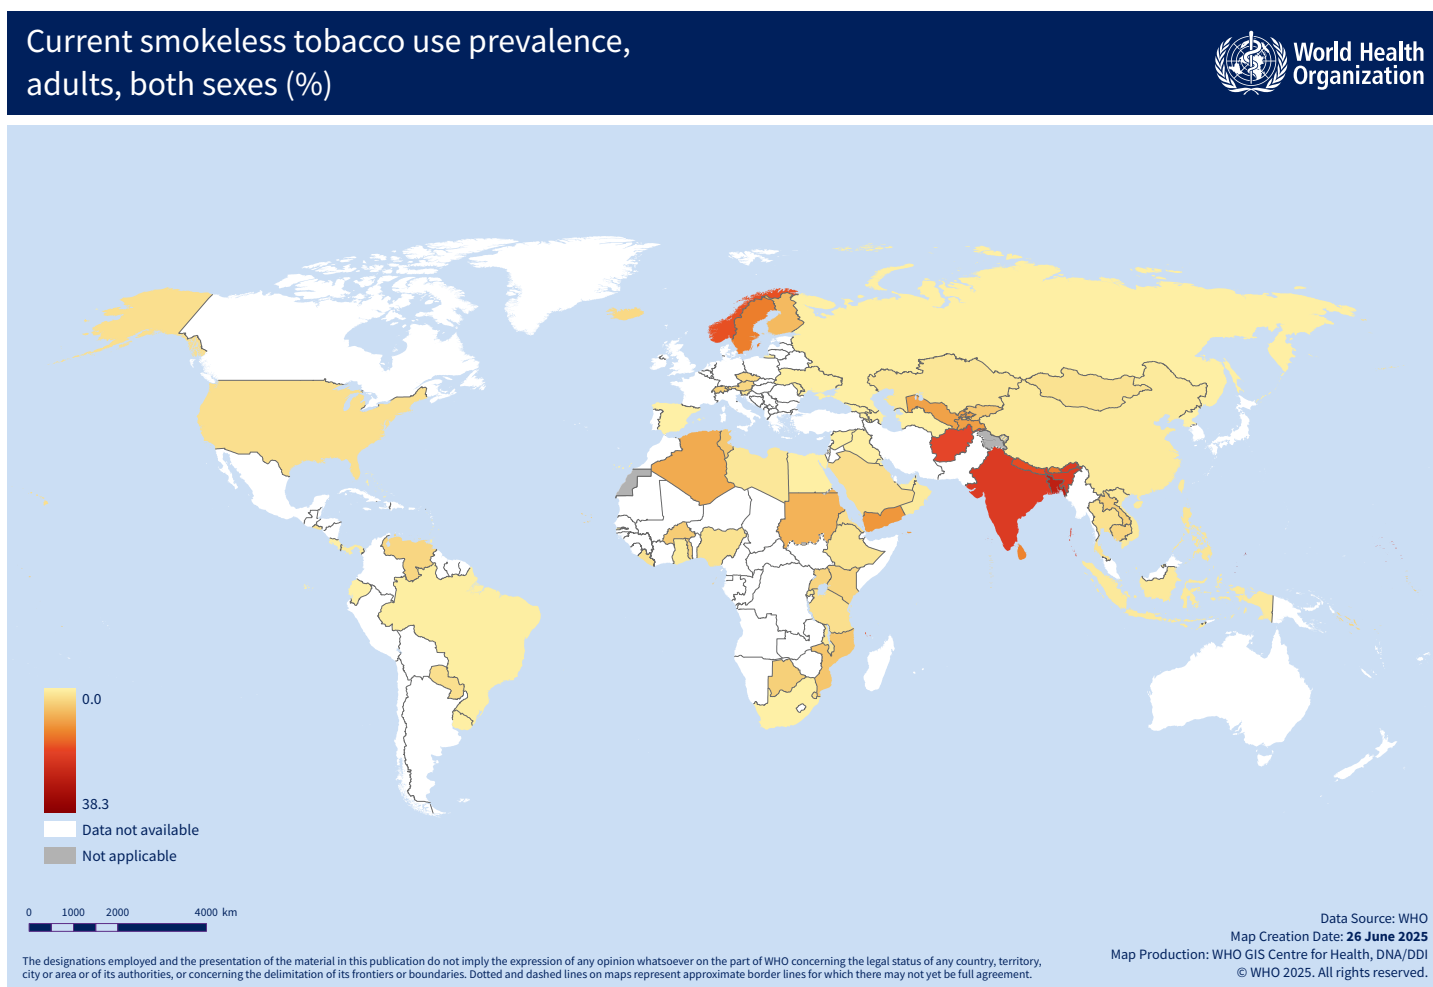 Current smokeless tobacco use prevalence,
adults, both sexes (%)
World Health
Organization
0.0
38.3
Data not available
Not applicable
0 1000 2000 4000 km
Data Source: WHO
Map Creation Date: 26 June 2025
Map Production: WHO GIS Centre for Health, DNA/DDI
© WHO 2025. All rights reserved.
The designations employed and the presentation of the material in this publication do not imply the expression of any opinion whatsoever on the part of WHO concerning the legal status of any country, territory,
city or area or of its authorities, or concerning the delimitation of its frontiers or boundaries. Dotted and dashed lines on maps represent approximate border lines for which there may not yet be full agreement.